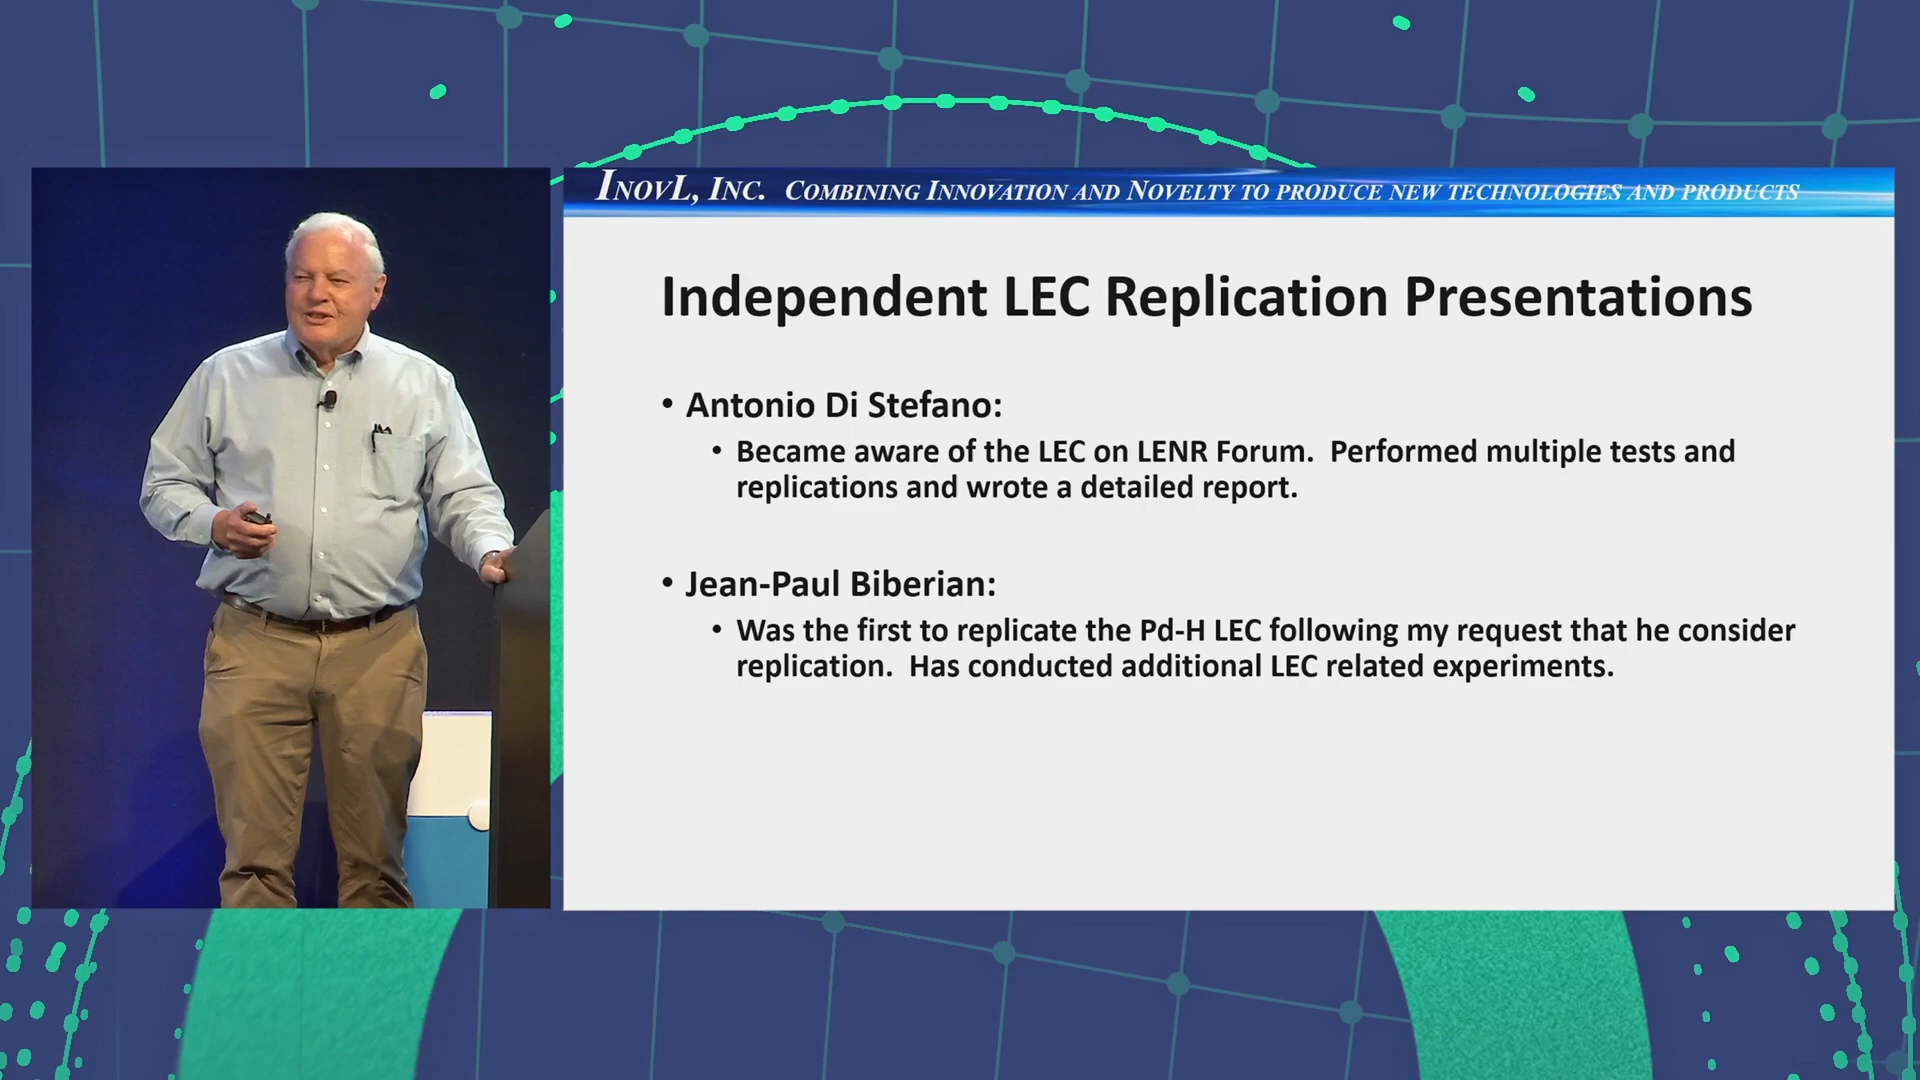 INOVL, INC. COMBINING INNOVATION AND NOVELTY TO PRODUCE NEW TECHNOLOGIES AND PRODUCTS
Independent LEC Replication Presentations
• Antonio Di Stefano:
• Became aware of the LEC on LENR Forum. Performed multiple tests and
replications and wrote a detailed report.
• Jean-Paul Biberian:
• Was the first to replicate the Pd-H LEC following my request that he consider
replication. Has conducted additional LEC related experiments.